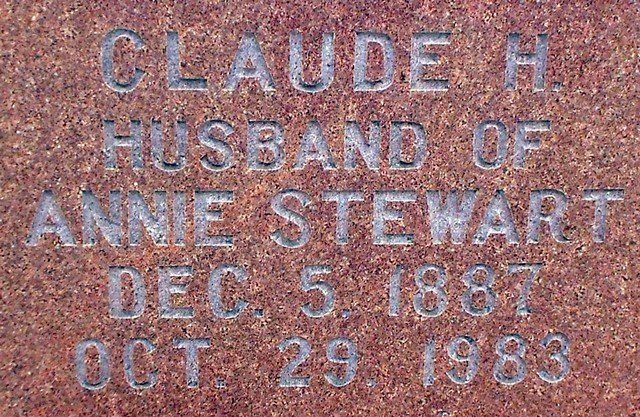 CLAUDE H.
HUSBAND OF
ANNIE STEWART
DEC. 5, 1887
OCT. 29, 1983